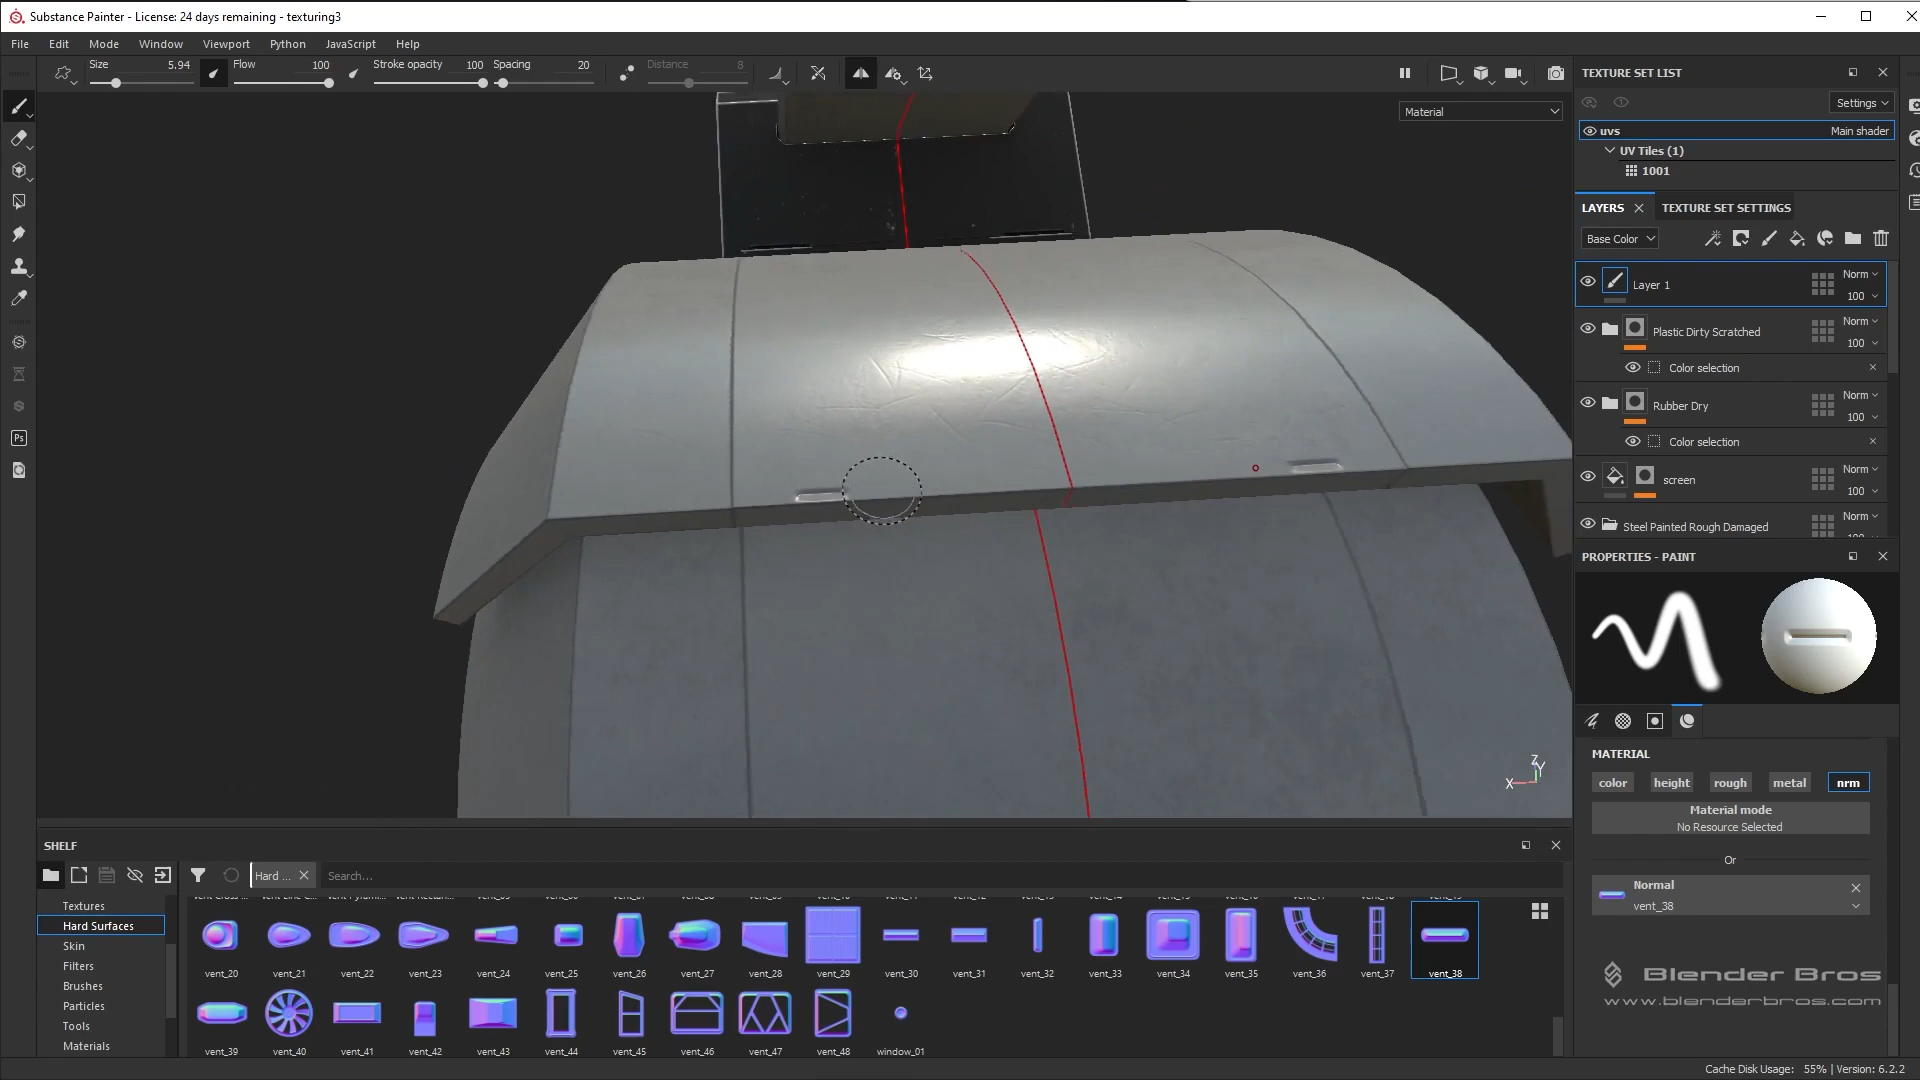 Substance Painter - License: 24 days remaining - texturing3
File Edit Mode Window Viewport Python JavaScript Help
Size 5.94 Flow 100 Stroke opacity 100 Spacing 20 Distance 8
Material
TEXTURE SET LIST
Settings
uvs Main shader
UV Tiles (1)
1001
LAYERS TEXTURE SET SETTINGS
Base Color
Layer 1 Norm 100
Plastic Dirty Scratched Norm 100
Color selection
Rubber Dry Norm 100
Color selection
screen Norm 100
Steel Painted Rough Damaged Norm
PROPERTIES - PAINT
MATERIAL
color height rough metal nrm
Material mode
No Resource Selected
Or
Normal
vent_38
Blender Bros
www.blenderbros.com
Z
Y
X
Ps
SHELF
Hard ... Search...
Textures
Hard Surfaces
Skin
Filters
Brushes
Particles
Tools
Materials
vent_20 vent_21 vent_22 vent_23 vent_24 vent_25 vent_26 vent_27 vent_28 vent_29 vent_30 vent_31 vent_32 vent_33 vent_34 vent_35 vent_36 vent_37 vent_38
vent_39 vent_40 vent_41 vent_42 vent_43 vent_44 vent_45 vent_46 vent_47 vent_48 window_01
Cache Disk Usage: 55% | Version: 6.2.2